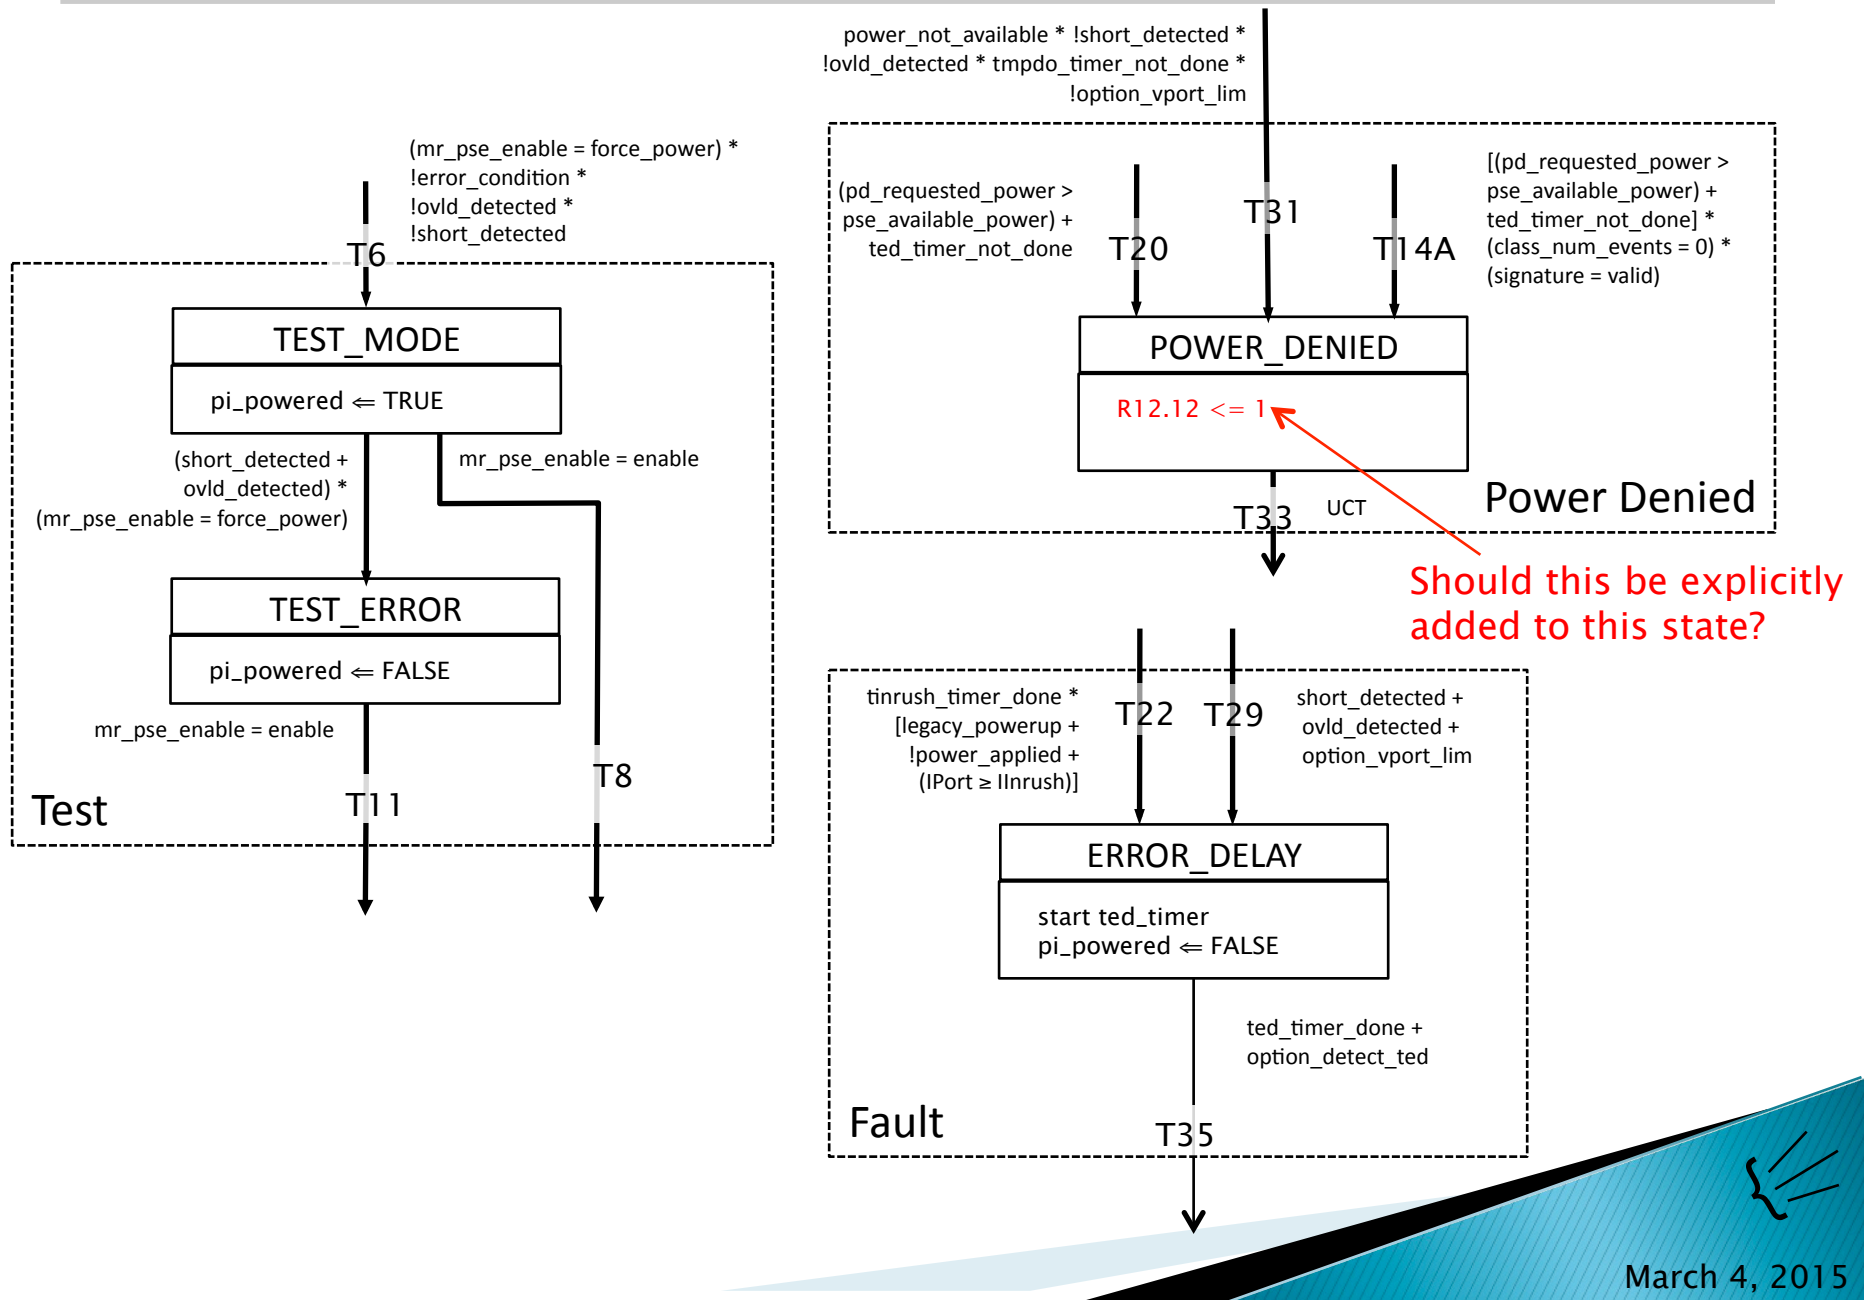 (mr_pse_enable = force_power) *
!error_condition *
!ovld_detected *
!short_detected
T6
TEST_MODE
pi_powered ⇐ TRUE
(short_detected +
ovld_detected) *
(mr_pse_enable = force_power)
mr_pse_enable = enable
TEST_ERROR
pi_powered ⇐ FALSE
mr_pse_enable = enable
T8
T11
Test
power_not_available * !short_detected *
!ovld_detected * tmpdo_timer_not_done *
!option_vport_lim
(pd_requested_power >
pse_available_power) +
ted_timer_not_done
T20
T31
T14A
[(pd_requested_power >
pse_available_power) +
ted_timer_not_done] *
(class_num_events = 0) *
(signature = valid)
POWER_DENIED
R12.12 <= 1
T33
UCT
Power Denied
Should this be explicitly
added to this state?
tinrush_timer_done *
[legacy_powerup +
!power_applied +
(IPort ≥ IInrush)]
T22
T29
short_detected +
ovld_detected +
option_vport_lim
ERROR_DELAY
start ted_timer
pi_powered ⇐ FALSE
ted_timer_done +
option_detect_ted
Fault
T35
March 4, 2015